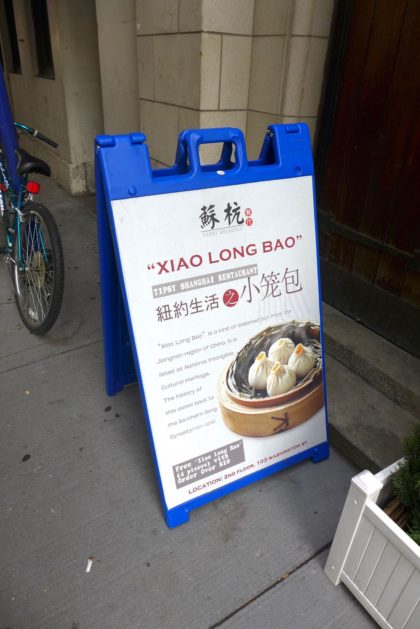 蘇杭
TIPSY SHANGHAI
"XIAO LONG BAO"
TIPSY SHANGHAI RESTAURANT
紐約生活之小笼包
"Xiao Long Bao" is a kind of steamed bun from the
Jiangnan region of China. It is
listed as National Intangible
Cultural Heritage.
The history of
this dates back to
the Southern Song
Dynasty
Free "Xiao Long Bao"
(4 pieces) with
Order Over $10
LOCATION: 2ND FLOOR, 103 WASHINGTON ST.